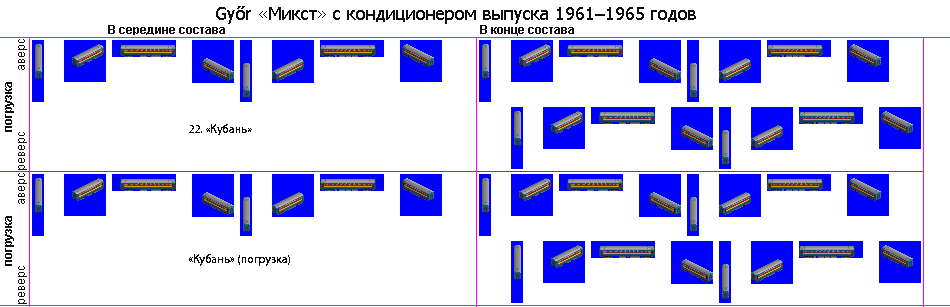 Győr «Микст» с кондиционером выпуска 1961–1965 годов
В середине состава
В конце состава
аверс
погрузка
22. «Кубань»
реверс
аверс
погрузка
«Кубань» (погрузка)
реверс